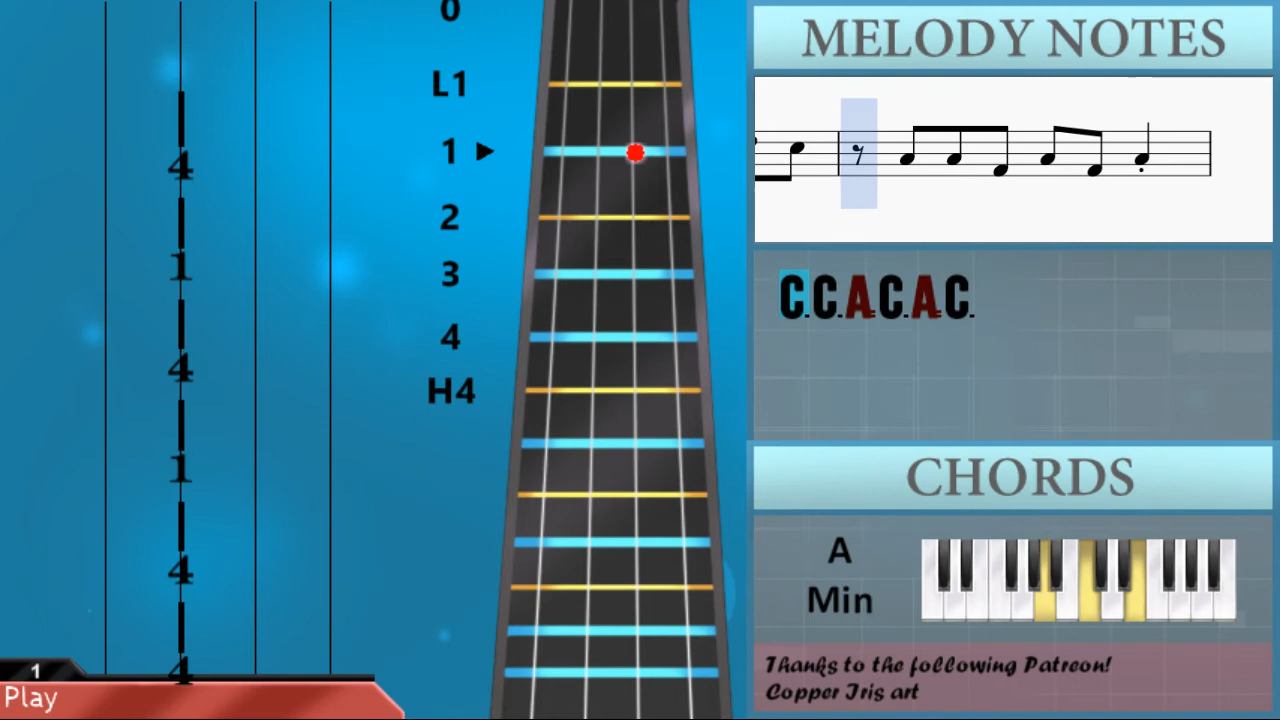 0
L1
1
2
3
4
H4
4
1
4
1
4
4
1
Play
MELODY NOTES
C. C. A. C. A. C.
CHORDS
A
Min
Thanks to the following Patreon!
Copper Iris art